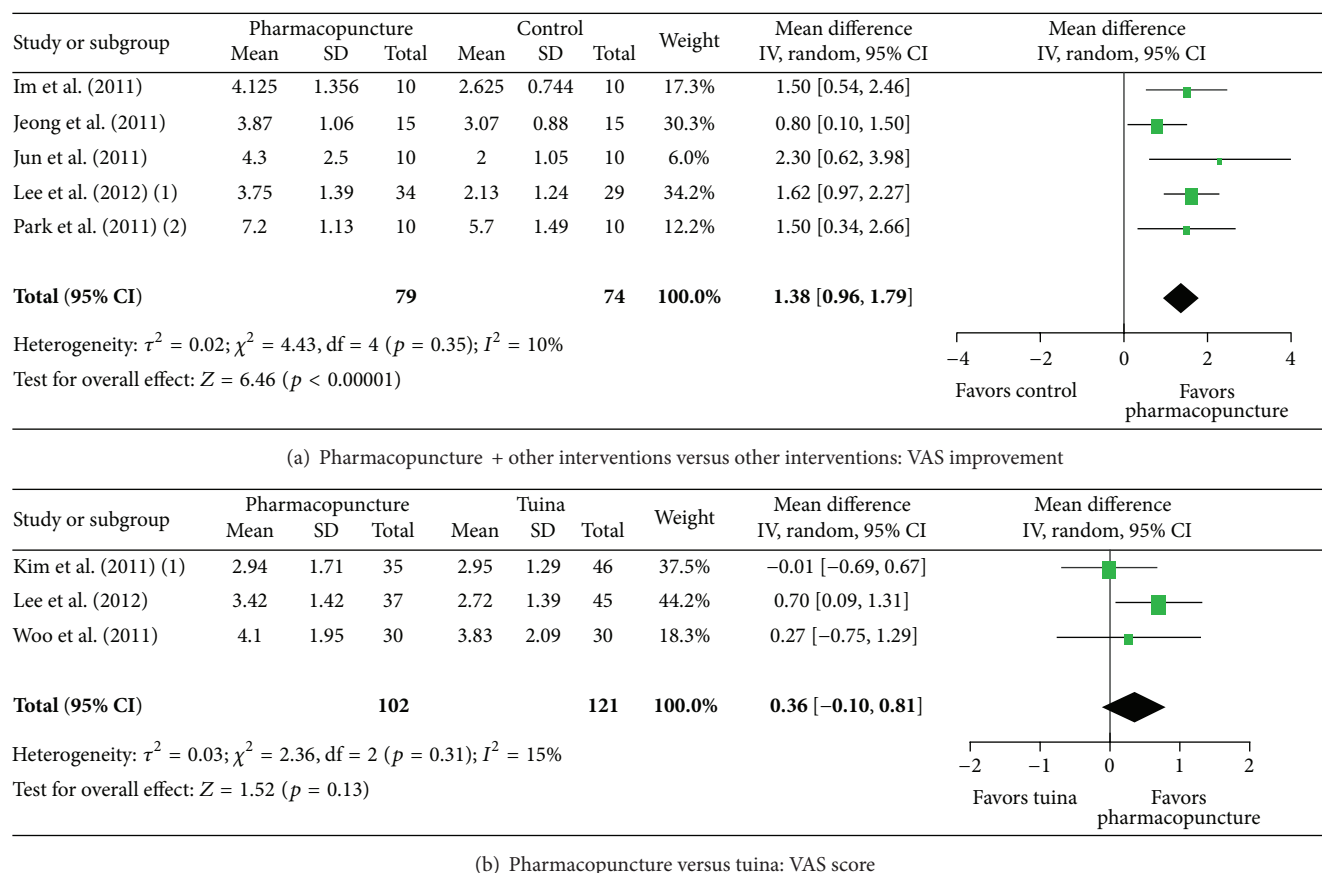 Study or subgroup Pharmacopuncture Control Weight Mean difference Mean difference
Mean SD Total Mean SD Total IV, random, 95% CI IV, random, 95% CI
Im et al. (2011) 4.125 1.356 10 2.625 0.744 10 17.3% 1.50 [0.54, 2.46]
Jeong et al. (2011) 3.87 1.06 15 3.07 0.88 15 30.3% 0.80 [0.10, 1.50]
Jun et al. (2011) 4.3 2.5 10 2 1.05 10 6.0% 2.30 [0.62, 3.98]
Lee et al. (2012) (1) 3.75 1.39 34 2.13 1.24 29 34.2% 1.62 [0.97, 2.27]
Park et al. (2011) (2) 7.2 1.13 10 5.7 1.49 10 12.2% 1.50 [0.34, 2.66]
Total (95% CI) 79 74 100.0% 1.38 [0.96, 1.79]
Heterogeneity: τ² = 0.02; χ² = 4.43, df = 4 (p = 0.35); I² = 10%
Test for overall effect: Z = 6.46 (p < 0.00001)
−4 −2 0 2 4
Favors control Favors
pharmacopuncture
(a) Pharmacopuncture + other interventions versus other interventions: VAS improvement
Study or subgroup Pharmacopuncture Tuina Weight Mean difference Mean difference
Mean SD Total Mean SD Total IV, random, 95% CI IV, random, 95% CI
Kim et al. (2011) (1) 2.94 1.71 35 2.95 1.29 46 37.5% −0.01 [−0.69, 0.67]
Lee et al. (2012) 3.42 1.42 37 2.72 1.39 45 44.2% 0.70 [0.09, 1.31]
Woo et al. (2011) 4.1 1.95 30 3.83 2.09 30 18.3% 0.27 [−0.75, 1.29]
Total (95% CI) 102 121 100.0% 0.36 [−0.10, 0.81]
Heterogeneity: τ² = 0.03; χ² = 2.36, df = 2 (p = 0.31); I² = 15%
Test for overall effect: Z = 1.52 (p = 0.13)
−2 −1 0 1 2
Favors tuina Favors
pharmacopuncture
(b) Pharmacopuncture versus tuina: VAS score